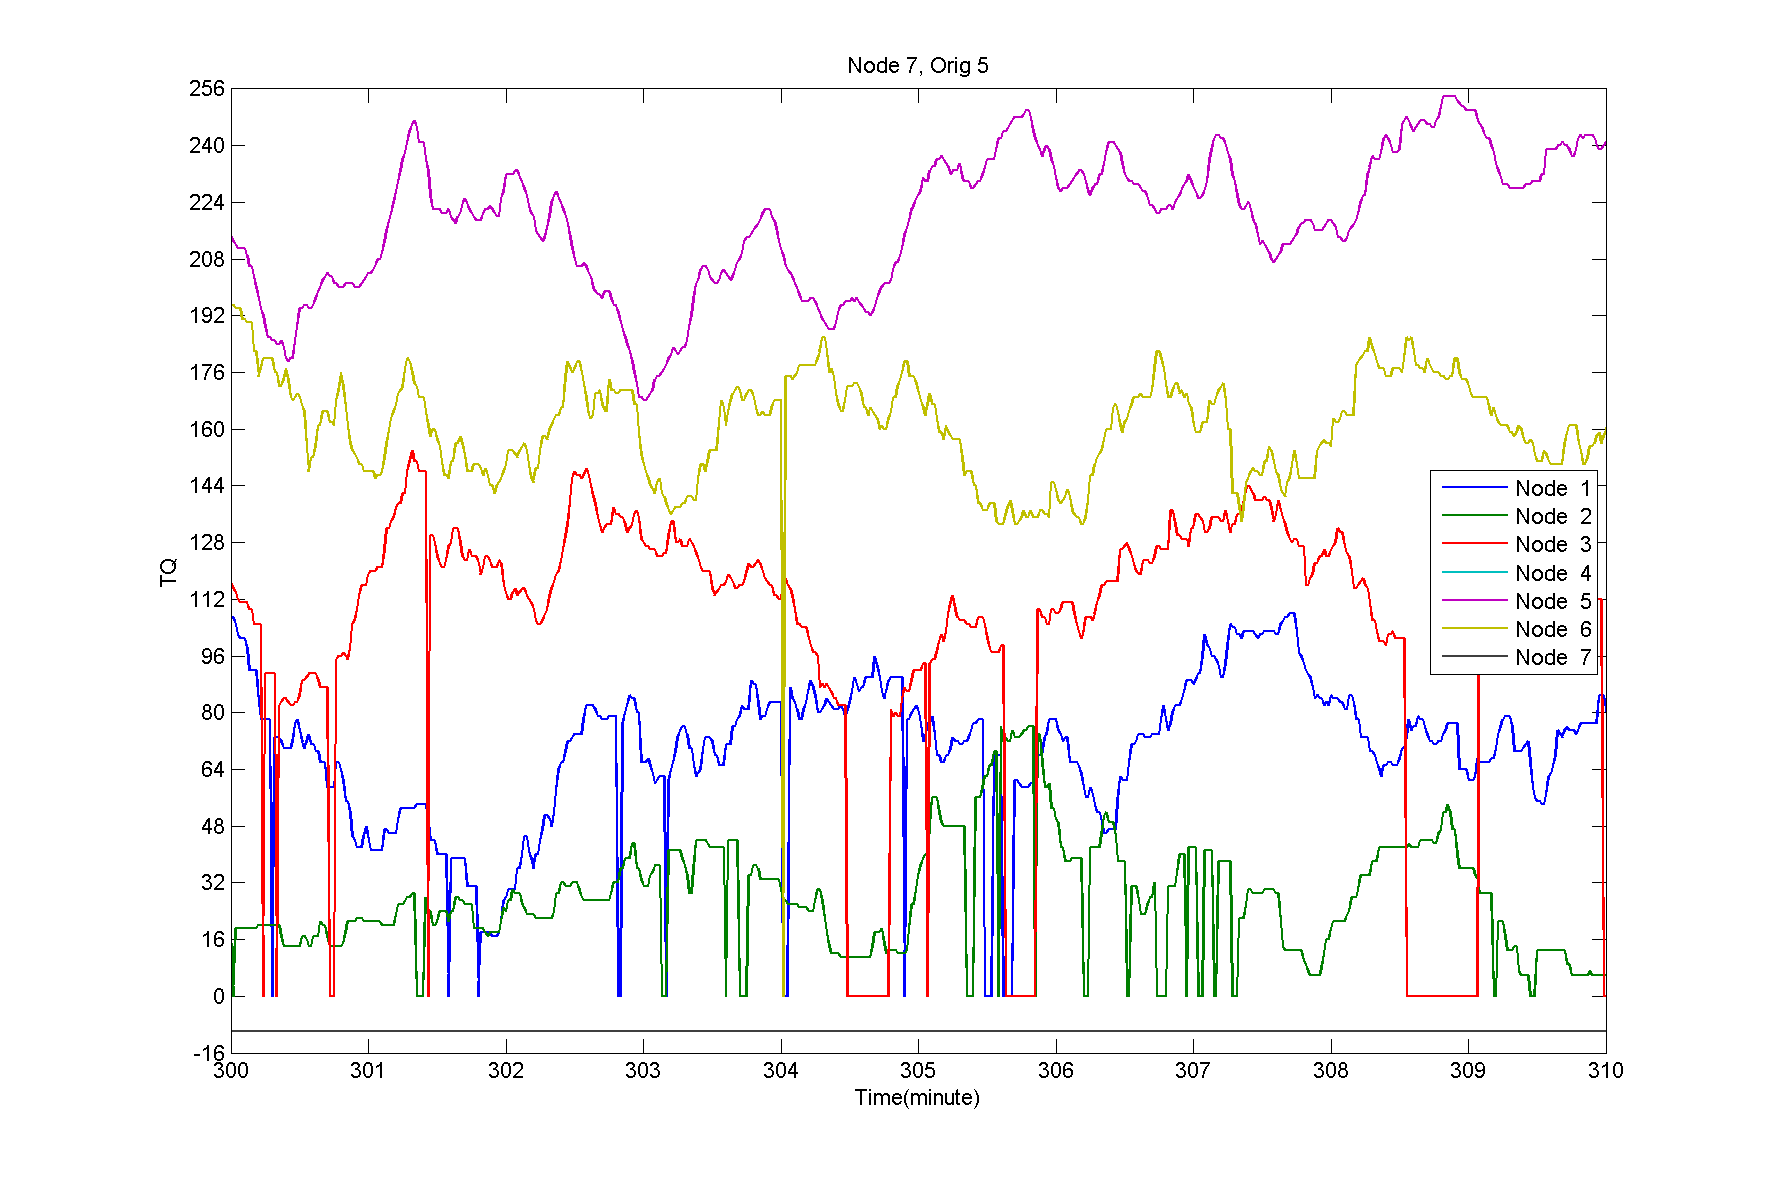 Node 7, Orig 5
256
240
224
208
192
176
160
144
128
112
96
80
64
48
32
16
0
-16
TQ
Node 1
Node 2
Node 3
Node 4
Node 5
Node 6
Node 7
300 301 302 303 304 305 306 307 308 309 310
Time(minute)